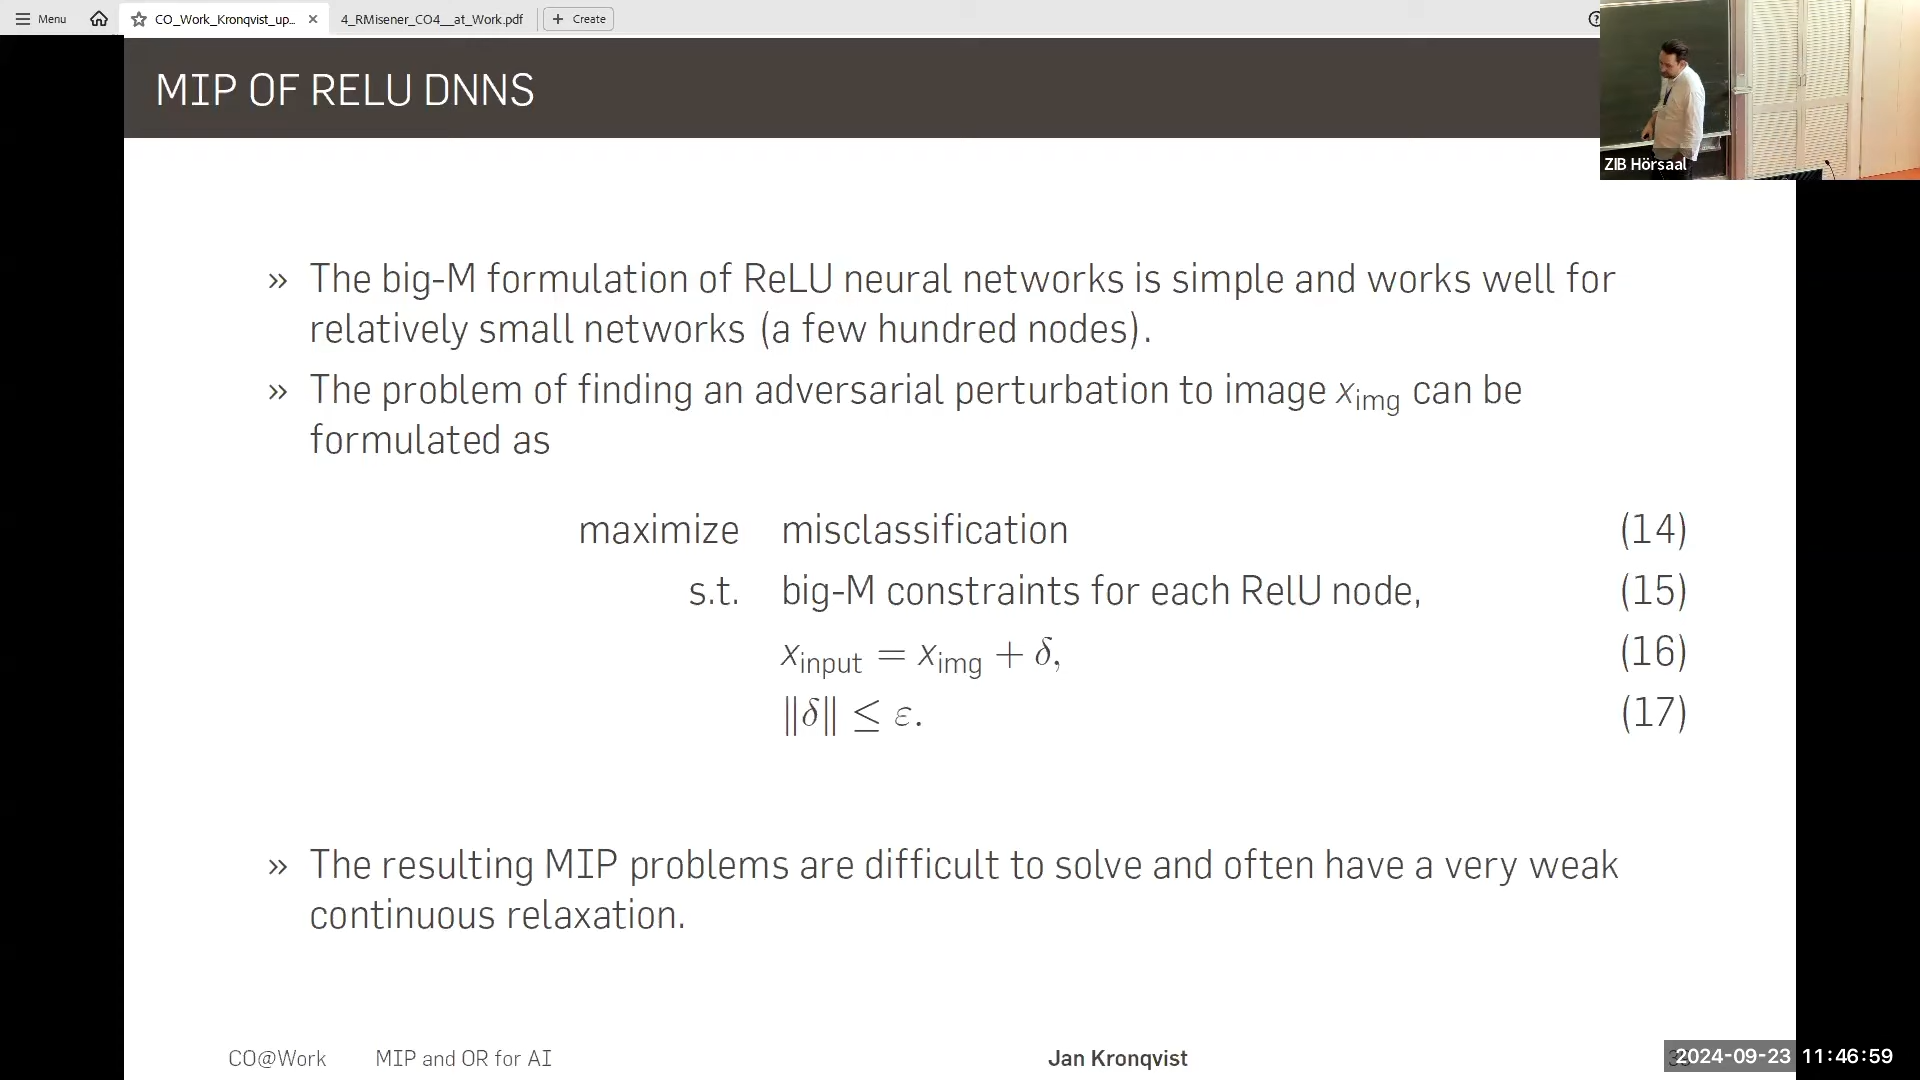 Menu CO_Work_Kronqvist_up... 4_RMisener_CO4__at_Work.pdf + Create
MIP OF RELU DNNS
ZIB Hörsaal
» The big-M formulation of ReLU neural networks is simple and works well for
relatively small networks (a few hundred nodes).
» The problem of finding an adversarial perturbation to image x_img can be
formulated as
maximize misclassification (14)
s.t. big-M constraints for each RelU node, (15)
x_input = x_img + δ, (16)
‖δ‖ ≤ ε. (17)
» The resulting MIP problems are difficult to solve and often have a very weak
continuous relaxation.
CO@Work MIP and OR for AI Jan Kronqvist
2024-09-23 11:46:59